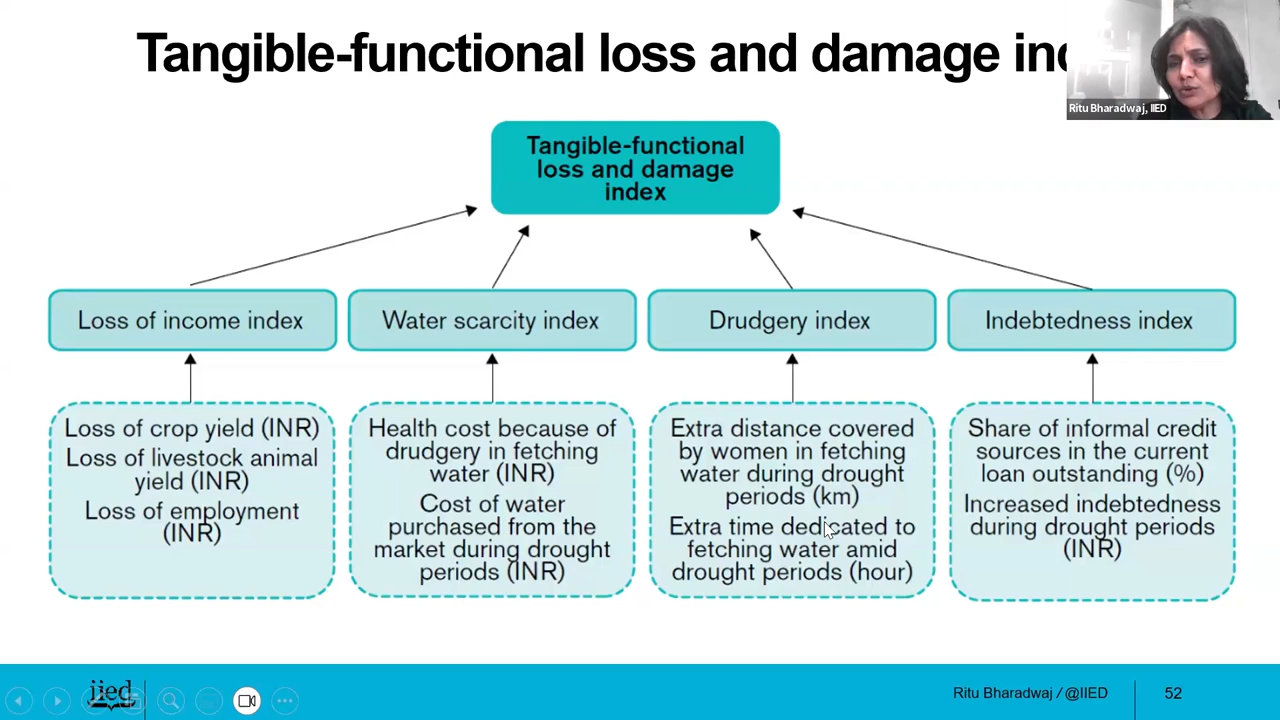 Tangible-functional loss and damage
Ritu Bharadwaj, IIED
Tangible-functional
loss and damage
index
Loss of income index
Water scarcity index
Drudgery index
Indebtedness index
Loss of crop yield (INR)
Loss of livestock animal
yield (INR)
Loss of employment
(INR)
Health cost because of
drudgery in fetching
water (INR)
Cost of water
purchased from the
market during drought
periods (INR)
Extra distance covered
by women in fetching
water during drought
periods (km)
Extra time dedicated to
fetching water amid
drought periods (hour)
Share of informal credit
sources in the current
loan outstanding (%)
Increased indebtedness
during drought periods
(INR)
iied
Ritu Bharadwaj / @IIED
52